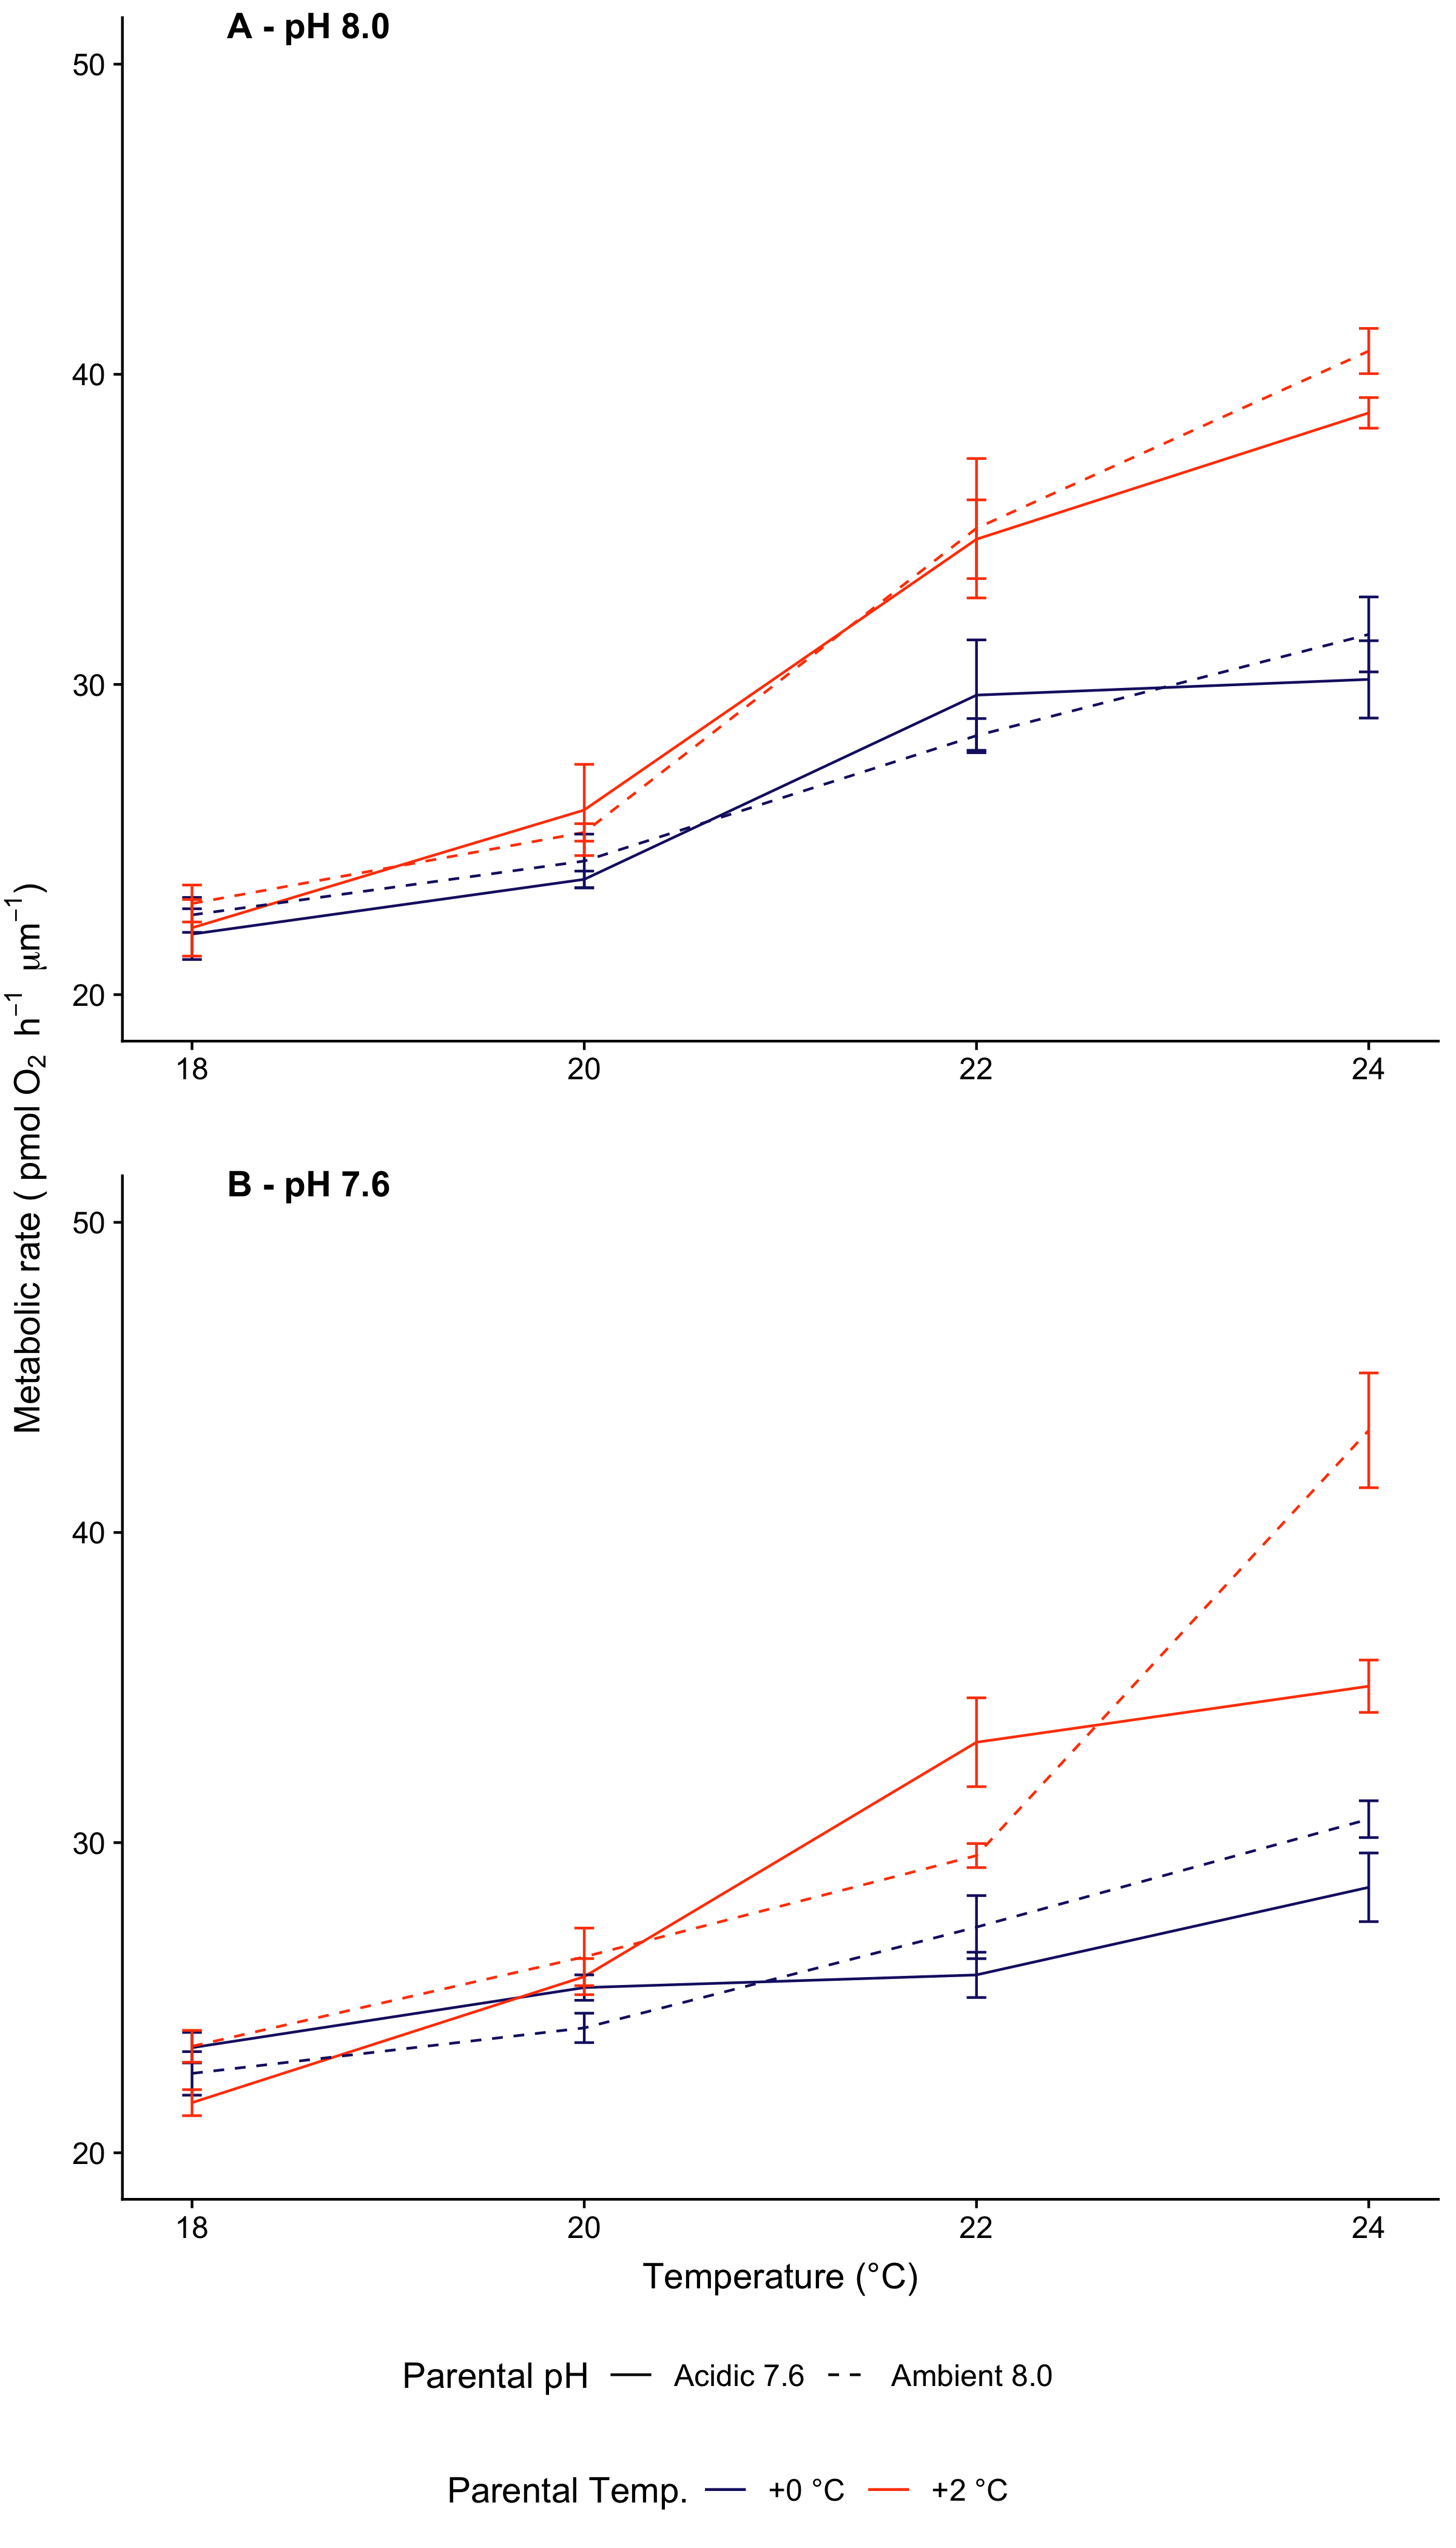 A - pH 8.0
50
40
30
20
18 20 22 24
Metabolic rate ( pmol O₂ h⁻¹ μm⁻¹)
B - pH 7.6
50
40
30
20
18 20 22 24
Temperature (°C)
Parental pH Acidic 7.6 Ambient 8.0
Parental Temp. +0 °C +2 °C